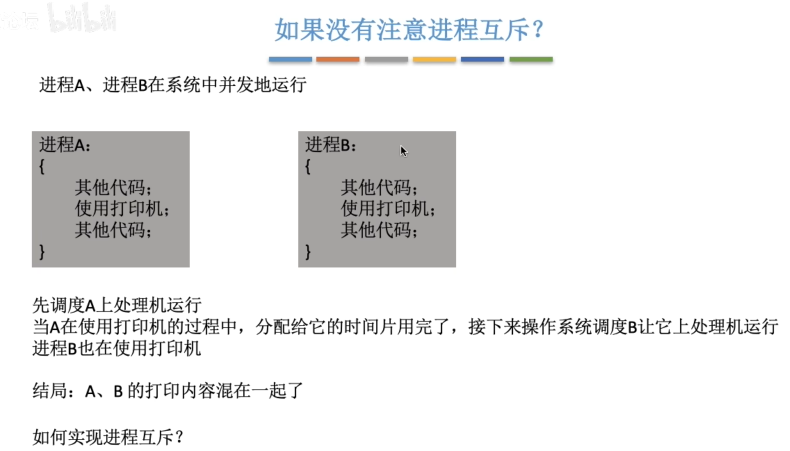 bilibili
如果没有注意进程互斥？
进程A、进程B在系统中并发地运行
进程A：
{
其他代码；
使用打印机；
其他代码；
}
进程B：
{
其他代码；
使用打印机；
其他代码；
}
先调度A上处理机运行
当A在使用打印机的过程中，分配给它的时间片用完了，接下来操作系统调度B让它上处理机运行
进程B也在使用打印机
结局：A、B 的打印内容混在一起了
如何实现进程互斥？